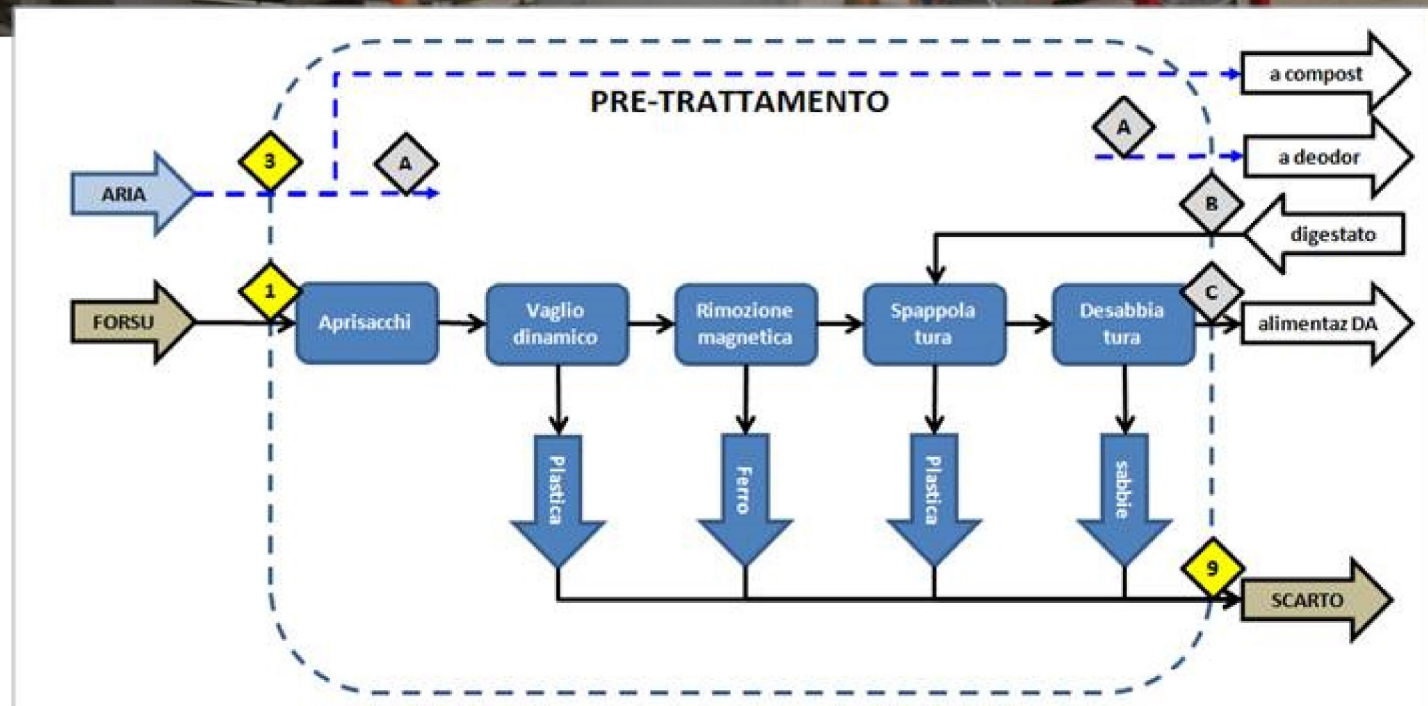 a compost
PRE-TRATTAMENTO
A
a deodor
3
A
ARIA
B
digestato
1
C
FORSU
Aprisacchi
Vaglio
dinamico
Rimozione
magnetica
Spappola
tura
Desabbia
tura
alimentaz DA
Plastica
Ferro
Plastica
sabbie
9
SCARTO